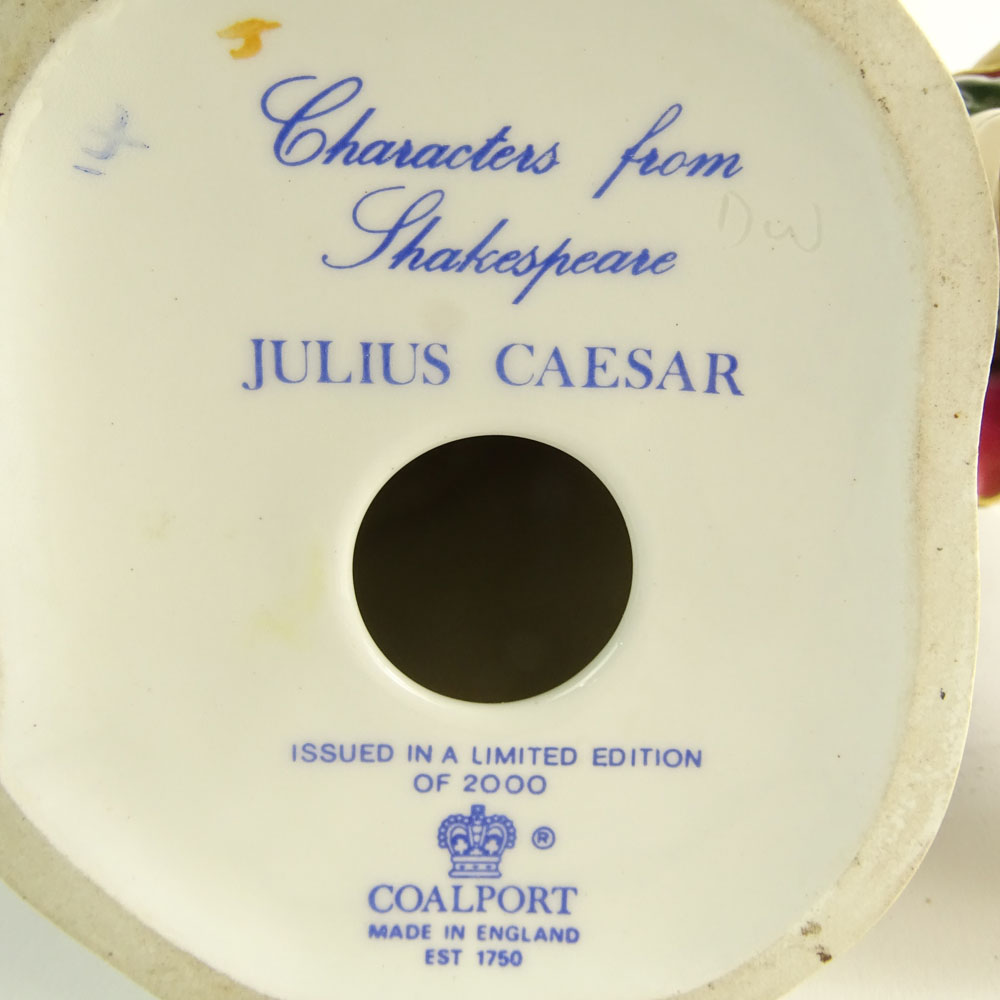 Characters from
Shakespeare
DW
JULIUS CAESAR
ISSUED IN A LIMITED EDITION
OF 2000
®
COALPORT
MADE IN ENGLAND
EST 1750